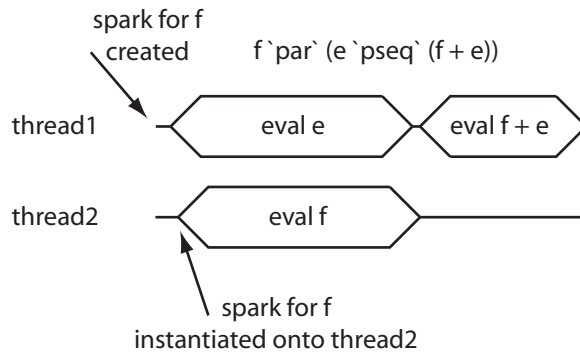 spark for f
created
f `par` (e `pseq` (f + e))
thread1
eval e
eval f + e
thread2
eval f
spark for f
instantiated onto thread2